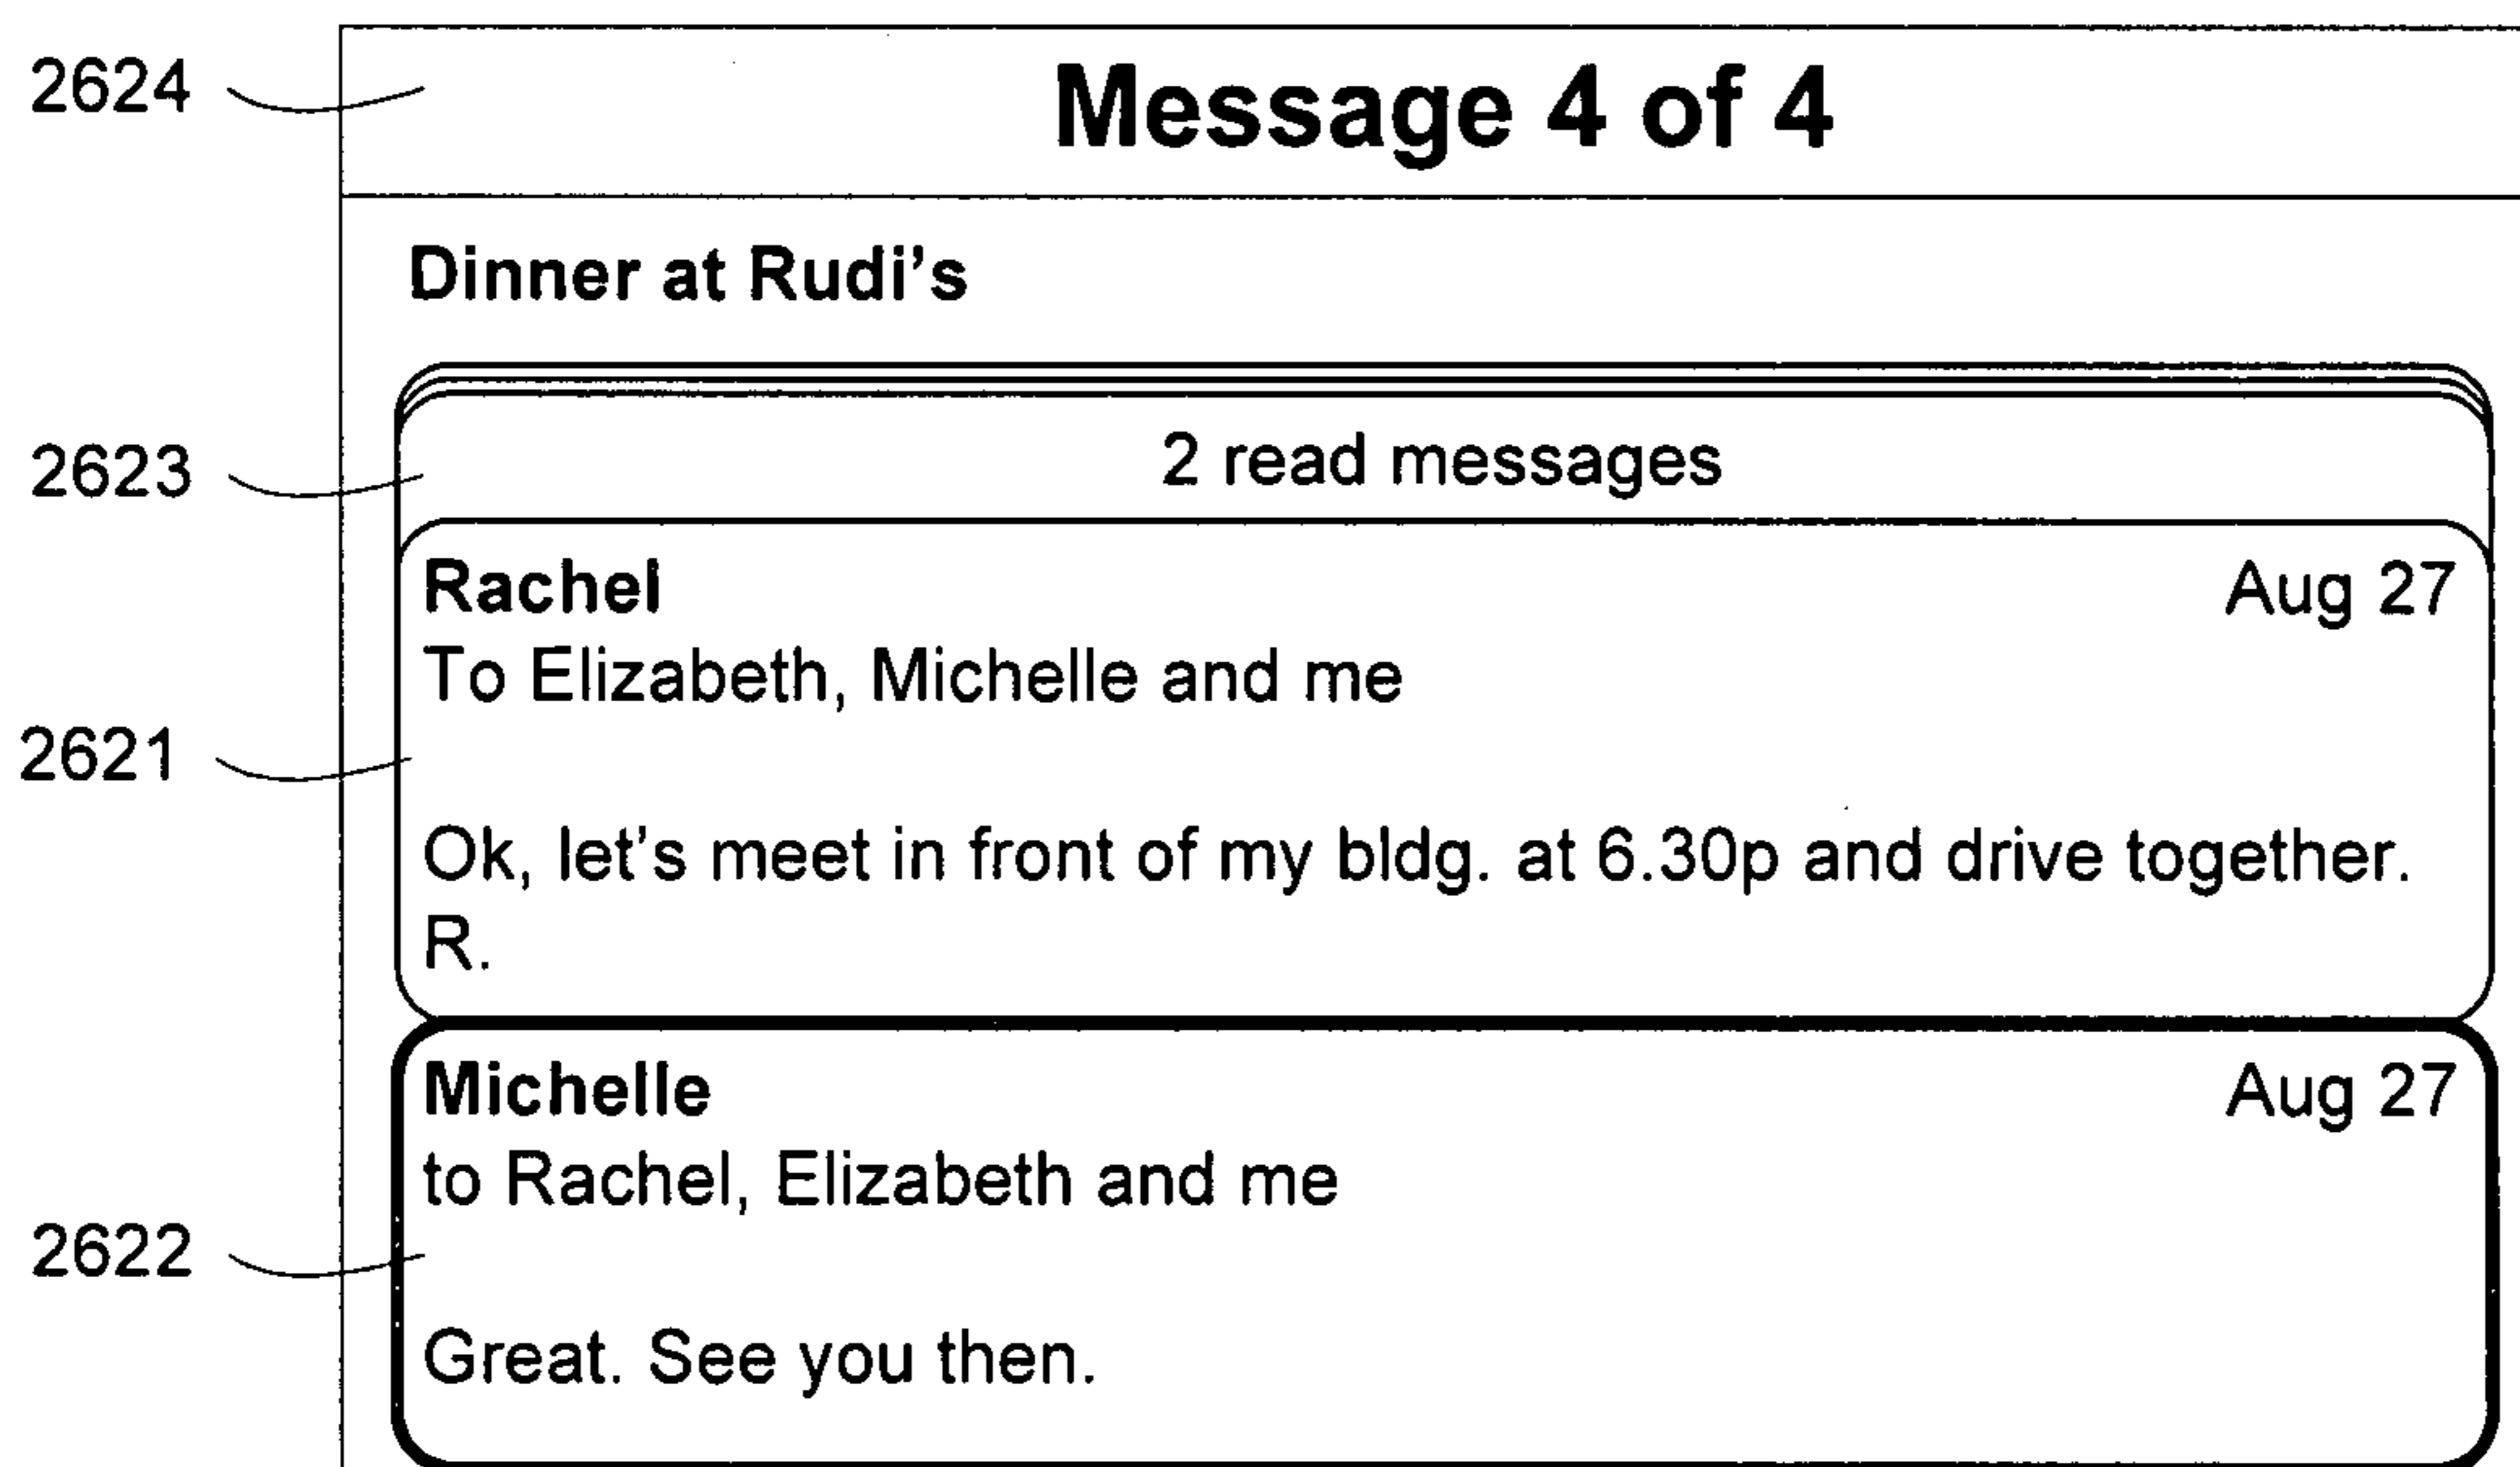 2624
Message 4 of 4
Dinner at Rudi's
2623
2 read messages
Rachel Aug 27
To Elizabeth, Michelle and me
2621
Ok, let's meet in front of my bldg. at 6.30p and drive together.
R.
Michelle Aug 27
to Rachel, Elizabeth and me
2622
Great. See you then.